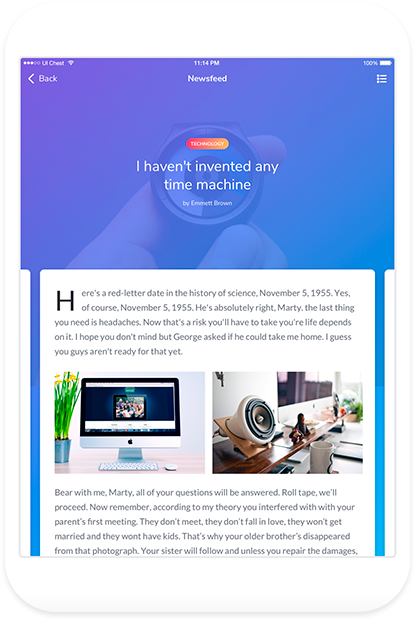 UI Chest 11:14 PM 100%
Back Newsfeed
TECHNOLOGY
I haven't invented any
time machine
by Emmett Brown
Here's a red-letter date in the history of science, November 5, 1955. Yes,
of course, November 5, 1955. He's absolutely right, Marty. the last thing
you need is headaches. Now that's a risk you'll have to take you're life depends
on it. I hope you don't mind but George asked if he could take me home. I guess
you guys aren't ready for that yet.
Bear with me, Marty, all of your questions will be answered. Roll tape, we'll
proceed. Now remember, according to my theory you interfered with with your
parent's first meeting. They don't meet, they don't fall in love, they won't get
married and they wont have kids. That's why your older brother's disappeared
from that photograph. Your sister will follow and unless you repair the damages,